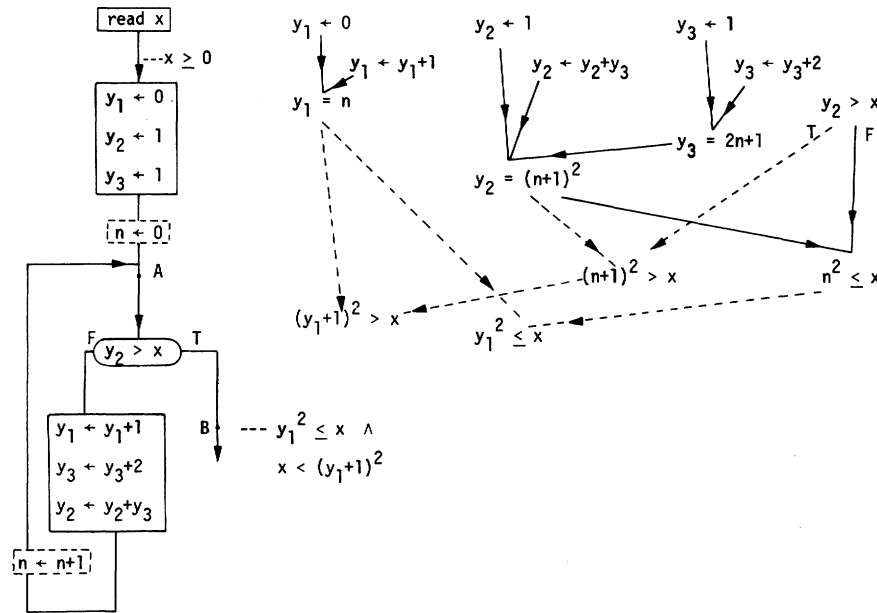 read x
---x ≥ 0
y₁ ← 0
y₂ ← 1
y₃ ← 1
n ← 0
A
F
y₂ > x
T
B --- y₁² ≤ x ∧
x < (y₁+1)²
y₁ ← y₁+1
y₃ ← y₃+2
y₂ ← y₂+y₃
n ← n+1
y₁ ← 0
y₂ ← 1
y₃ ← 1
y₁ ← y₁+1
y₂ ← y₂+y₃
y₃ ← y₃+2
y₁ = n
y₂ > x
T
F
y₃ = 2n+1
y₂ = (n+1)²
(n+1)² > x
n² ≤ x
(y₁+1)² > x
y₁² ≤ x